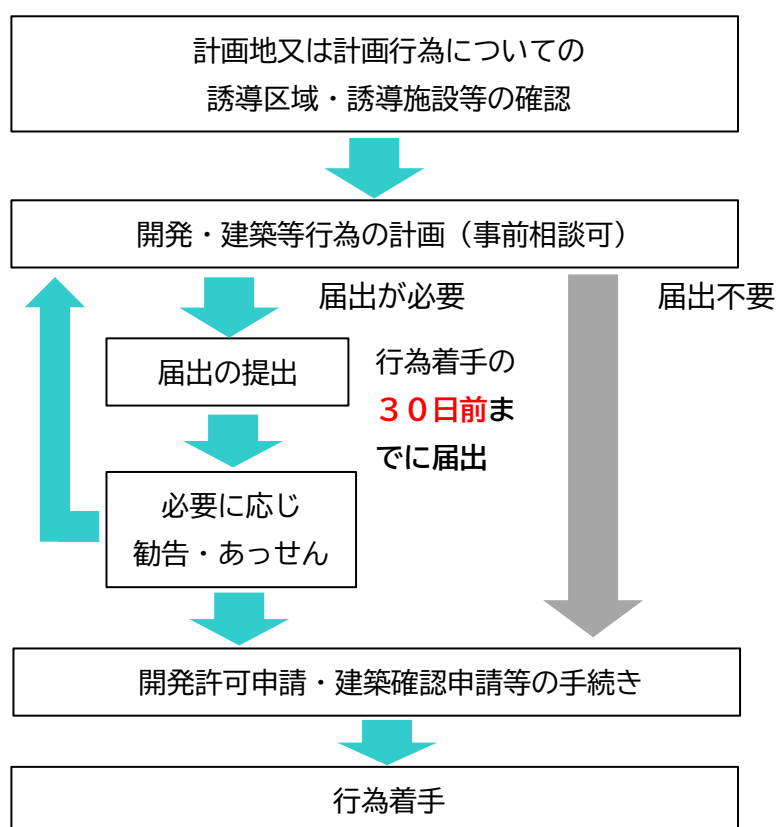 計画地又は計画行為についての
誘導区域・誘導施設等の確認
開発・建築等行為の計画（事前相談可）
届出が必要
届出不要
届出の提出
行為着手の
３０日前ま
でに届出
必要に応じ
勧告・あっせん
開発許可申請・建築確認申請等の手続き
行為着手